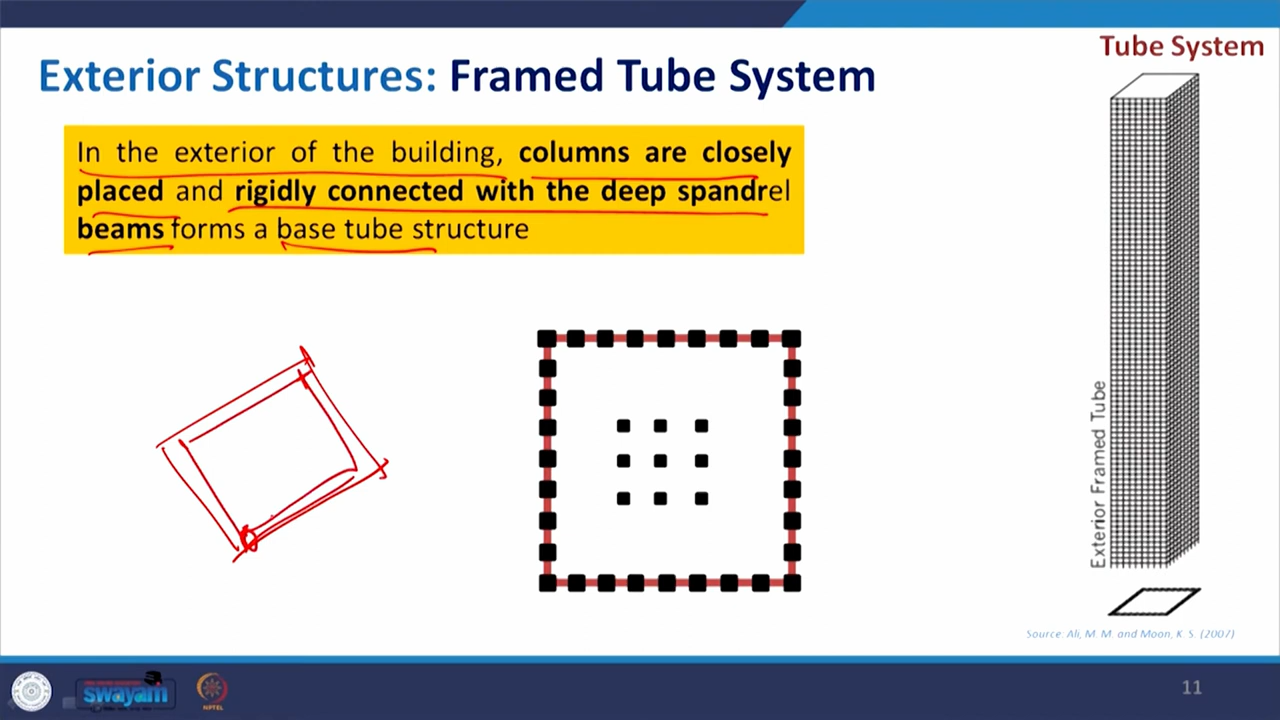 Tube System
Exterior Structures: Framed Tube System
In the exterior of the building, columns are closely
placed and rigidly connected with the deep spandrel
beams forms a base tube structure
Exterior Framed Tube
Source: Ali, M. M. and Moon, K. S. (2007)
swayam
NPTEL
11